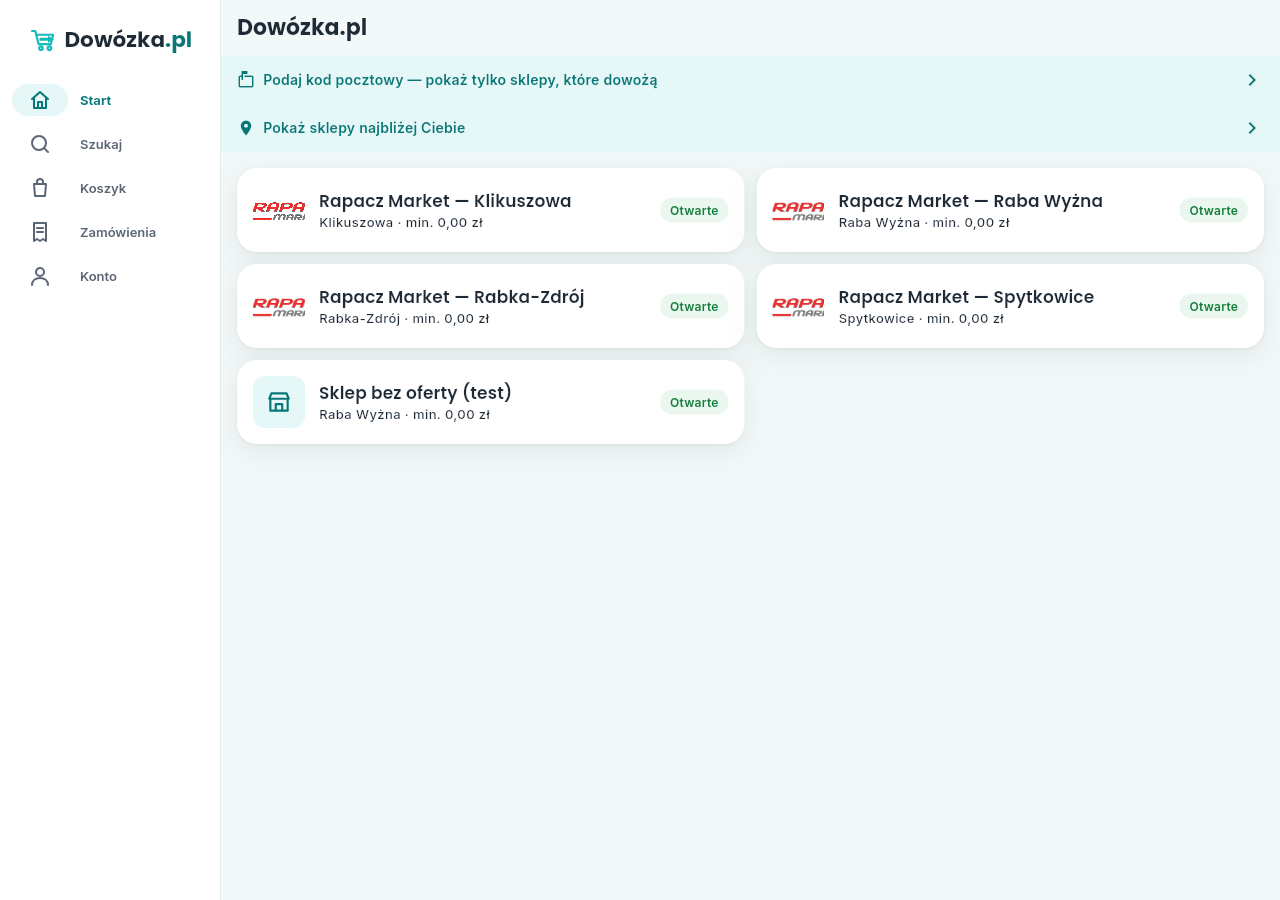 Dowózka.pl
Start
Szukaj
Koszyk
Zamówienia
Konto
Dowózka.pl
Podaj kod pocztowy — pokaż tylko sklepy, które dowożą
Pokaż sklepy najbliżej Ciebie
RAPA
MARI
Rapacz Market — Klikuszowa
Klikuszowa · min. 0,00 zł
Otwarte
RAPA
MARI
Rapacz Market — Raba Wyżna
Raba Wyżna · min. 0,00 zł
Otwarte
RAPA
MARI
Rapacz Market — Rabka-Zdrój
Rabka-Zdrój · min. 0,00 zł
Otwarte
RAPA
MARI
Rapacz Market — Spytkowice
Spytkowice · min. 0,00 zł
Otwarte
Sklep bez oferty (test)
Raba Wyżna · min. 0,00 zł
Otwarte